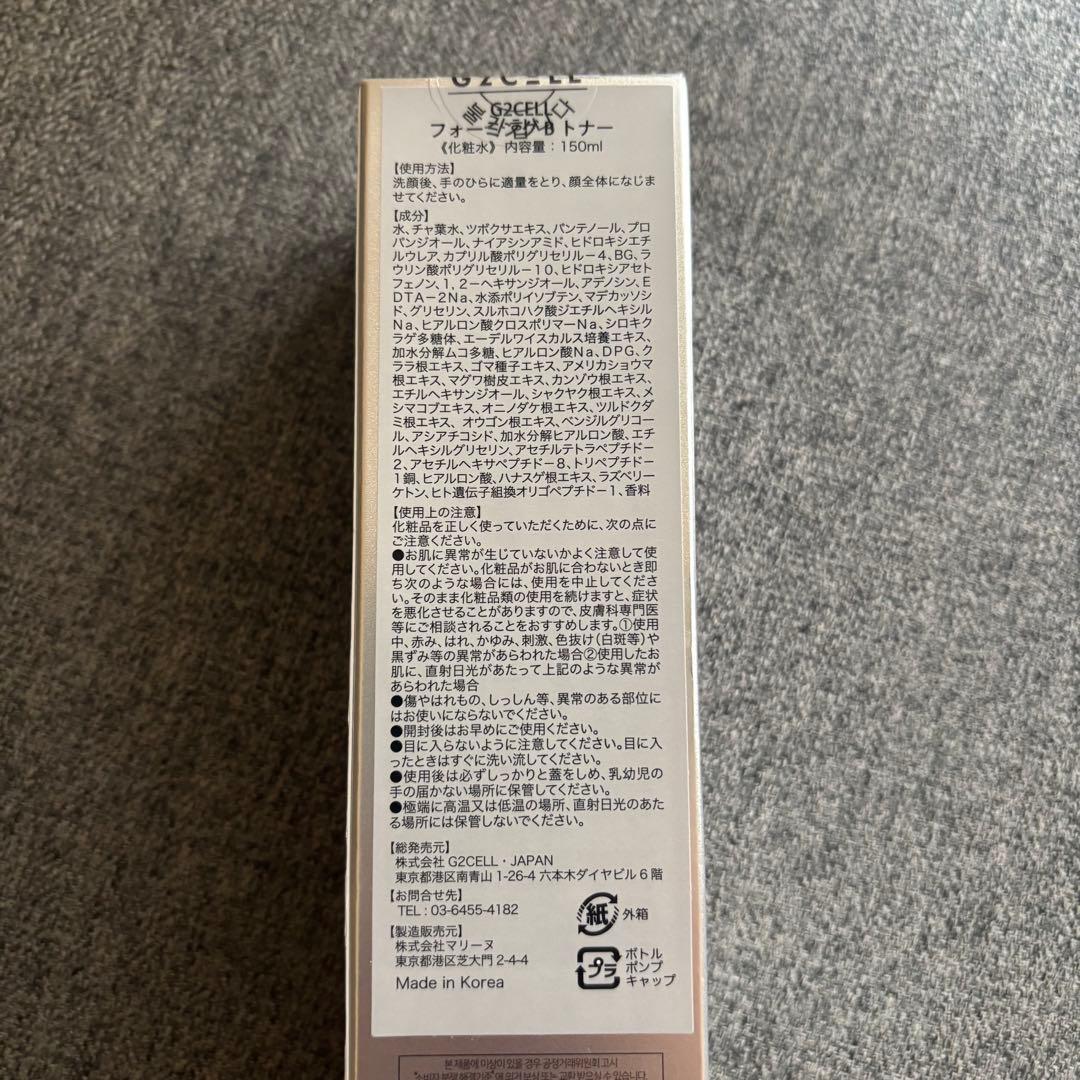 G2CELL
G2CELL
フォーミング B トナー
《化粧水》 内容量：150ml
【使用方法】
洗顔後、手のひらに適量をとり、顔全体になじま
せてください。
【成分】
水、チャ葉水、ツボクサエキス、パンテノール、プロ
パンジオール、ナイアシンアミド、ヒドロキシエチ
ルウレア、カプリル酸ポリグリセリル－4、BG、ラ
ウリン酸ポリグリセリル－10、ヒドロキシアセト
フェノン、1，2－ヘキサンジオール、アデノシン、E
DTA－2Na、水添ポリイソブテン、マデカッソシ
ド、グリセリン、スルホコハク酸ジエチルヘキシル
Na、ヒアルロン酸クロスポリマーNa、シロキク
ラゲ多糖体、エーデルワイスカルス培養エキス、
加水分解ムコ多糖、ヒアルロン酸Na、DPG、ク
ララ根エキス、ゴマ種子エキス、アメリカショウマ
根エキス、マグワ樹皮エキス、カンゾウ根エキス、
エチルヘキサンジオール、シャクヤク根エキス、メ
シマコブエキス、オニノダケ根エキス、ツルドクダ
ミ根エキス、オウゴン根エキス、ベンジルグリコー
ル、アシアチコシド、加水分解ヒアルロン酸、エチ
ルヘキシルグリセリン、アセチルテトラペプチド－
2、アセチルヘキサペプチド－8、トリペプチド－
1銅、ヒアルロン酸、ハナスゲ根エキス、ラズベリー
ケトン、ヒト遺伝子組換オリゴペプチド－1、香料
【使用上の注意】
化粧品を正しく使っていただくために、次の点に
ご注意ください。
●お肌に異常が生じていないかよく注意して使
用してください。化粧品がお肌に合わないとき即
ち次のような場合には、使用を中止してくださ
い。そのまま化粧品類の使用を続けますと、症状
を悪化させることがありますので、皮膚科専門医
等にご相談されることをおすすめします。①使用
中、赤み、はれ、かゆみ、刺激、色抜け（白斑等）や
黒ずみ等の異常があらわれた場合②使用したお
肌に、直射日光があたって上記のような異常が
あらわれた場合
●傷やはれもの、しっしん等、異常のある部位に
はお使いにならないでください。
●開封後はお早めにご使用ください。
●目に入らないように注意してください。目に入
ったときはすぐに洗い流してください。
●使用後は必ずしっかりと蓋をしめ、乳幼児の
手の届かない場所に保管してください。
●極端に高温又は低温の場所、直射日光のあた
る場所には保管しないでください。
【総発売元】
株式会社 G2CELL・JAPAN
東京都港区南青山 1-26-4 六本木ダイヤビル 6 階
【お問合せ先】
TEL : 03-6455-4182
【製造販売元】
株式会社マリーヌ
東京都港区芝大門 2-4-4
Made in Korea
紙 外箱
プラ ボトル
ポンプ
キャップ
본 제품에 이상이 있을 경우 공정거래위원회 고시
"소비자 분쟁 해결기준"에 의거 보상 또는 교환 받으실 수 있습니다